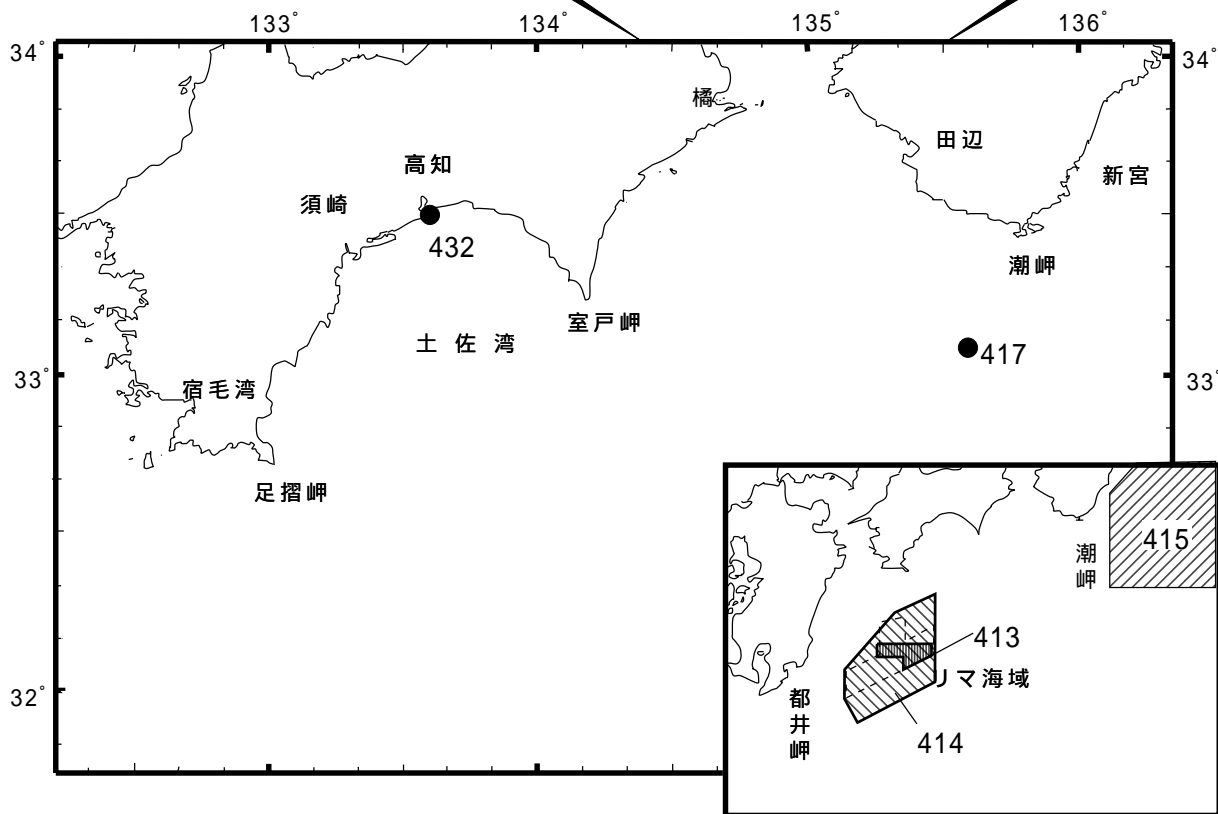 133°
134°
135°
136°
34°
34°
橘
高知
田辺
新宮
須崎
432
潮岬
室戸岬
土佐湾
417
33°
33°
宿毛湾
足摺岬
415
潮岬
413
リマ海域
32°
都井岬
414